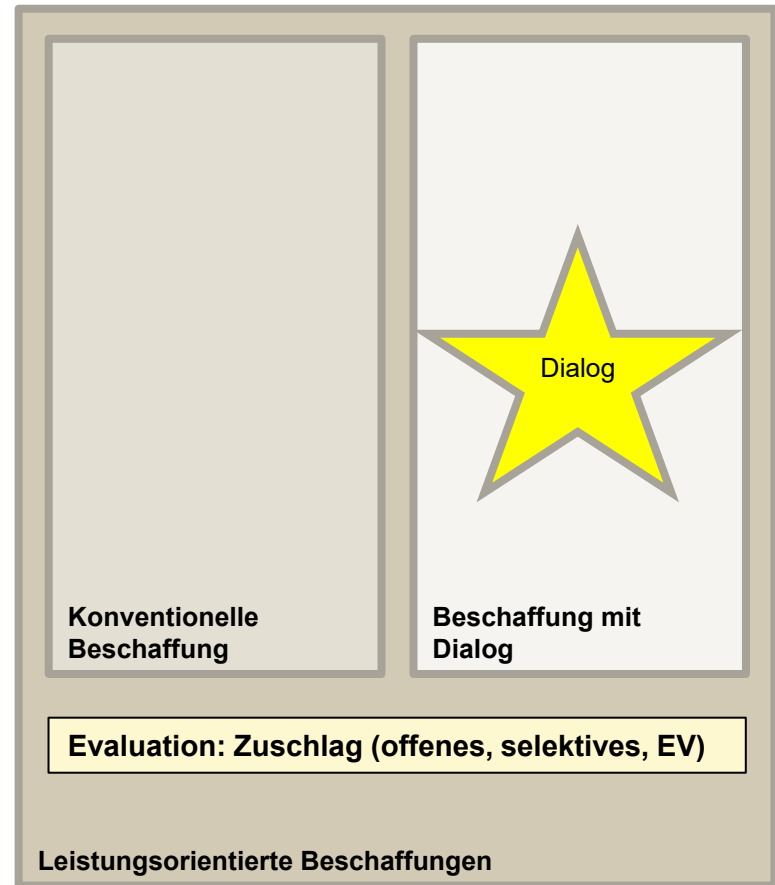 Dialog
Konventionelle
Beschaffung
Beschaffung mit
Dialog
Evaluation: Zuschlag (offenes, selektives, EV)
Leistungsorientierte Beschaffungen